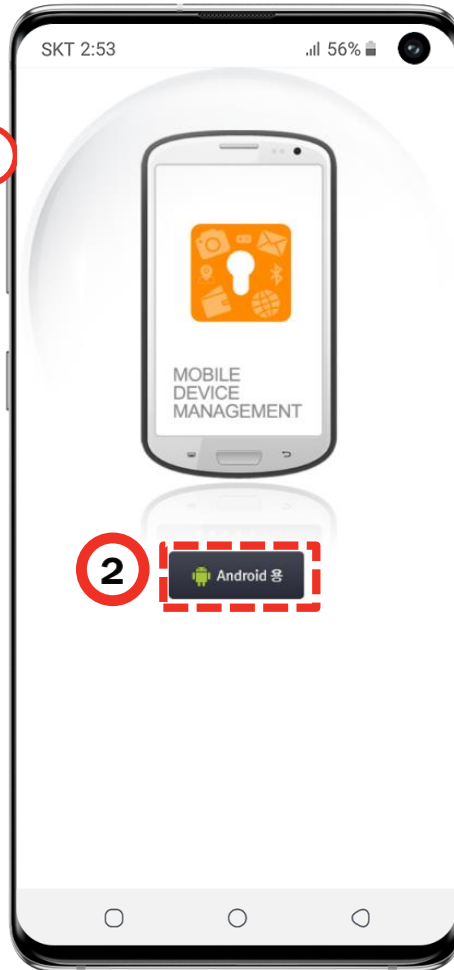 SKT 2:53
56%
MOBILE
DEVICE
MANAGEMENT
2
Android 용